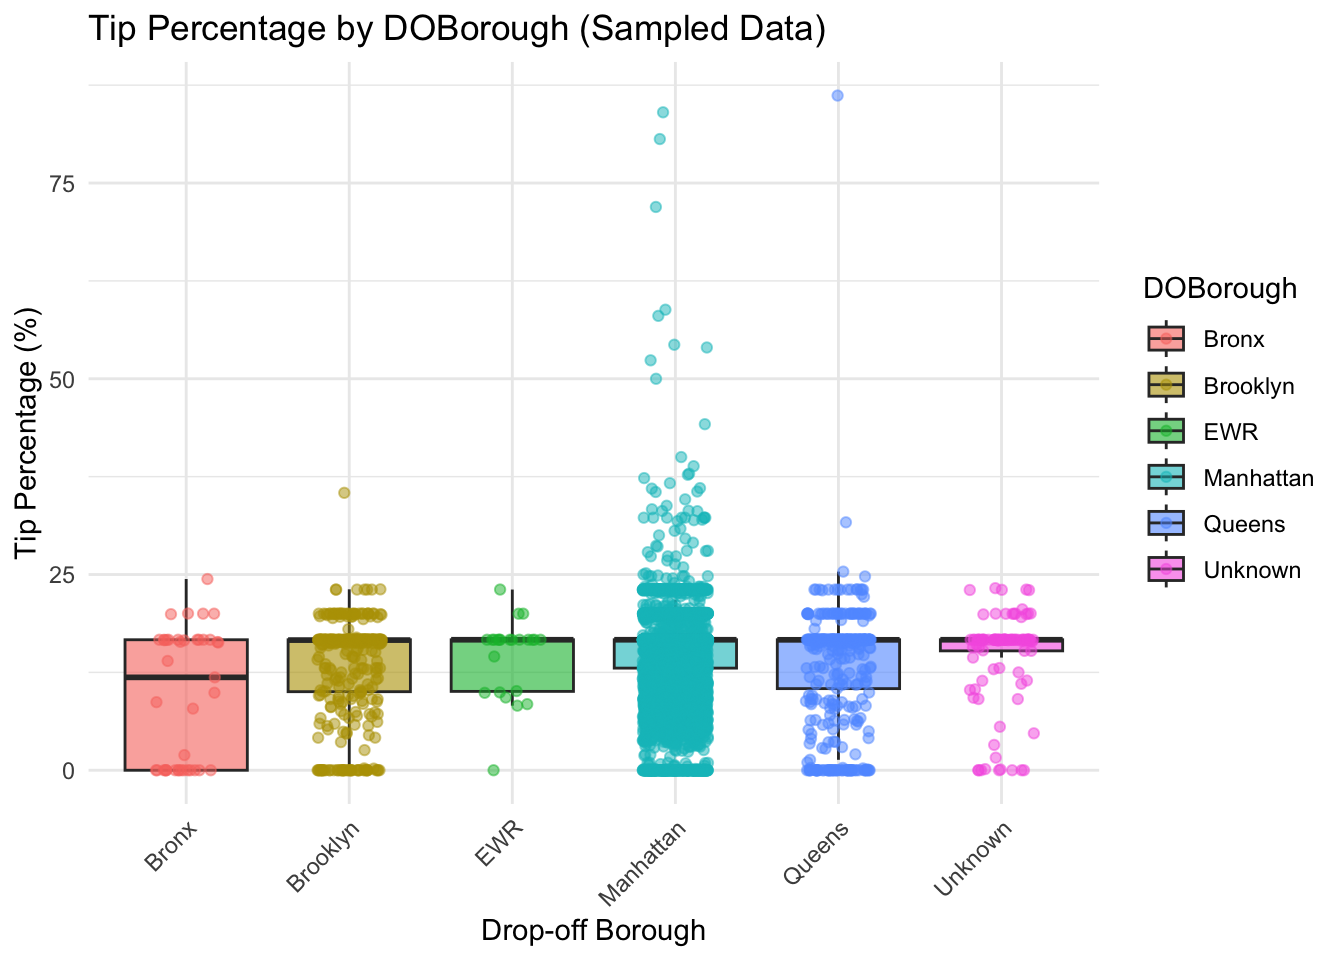 Tip Percentage by DOBorough (Sampled Data)
Tip Percentage (%)
75
50
25
0
Bronx
Brooklyn
EWR
Manhattan
Queens
Unknown
Drop-off Borough
DOBorough
Bronx
Brooklyn
EWR
Manhattan
Queens
Unknown